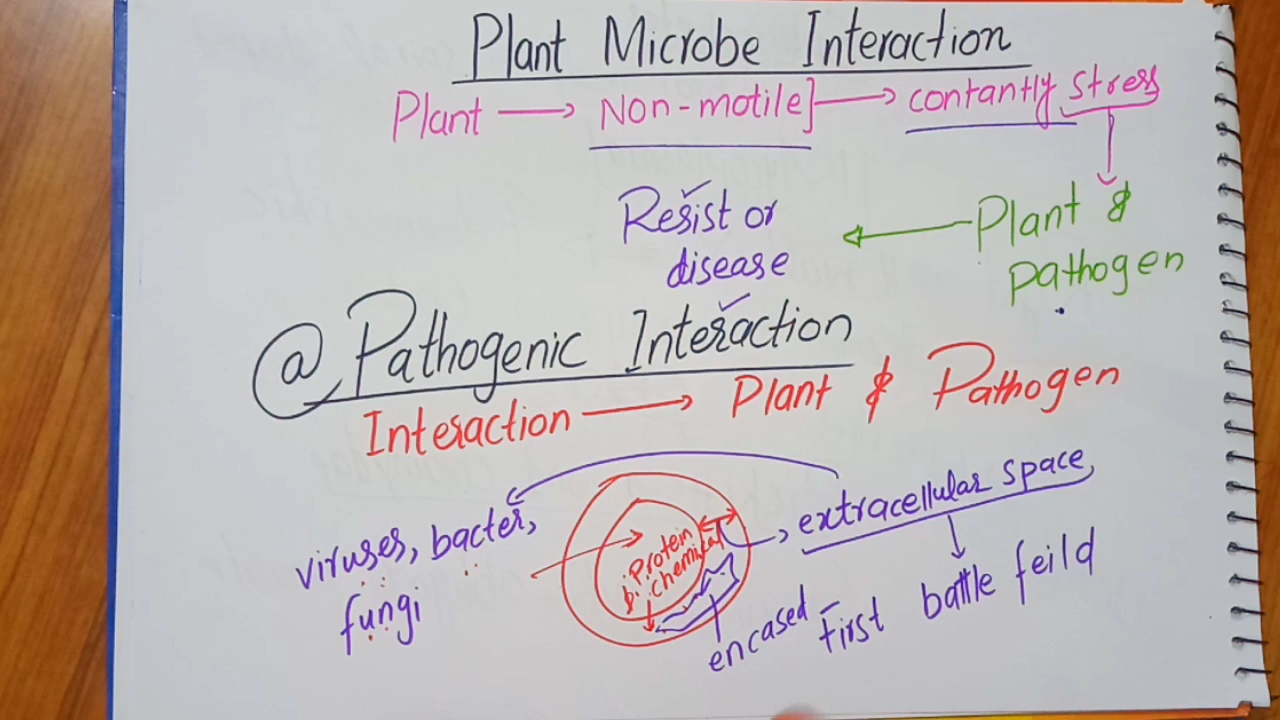 Plant Microbe Interaction
Plant → Non-motile] → contantly stress
Resist or
disease
Plant &
pathogen
@ Pathogenic Interaction
Interaction → Plant & Pathogen
viruses, bacter,
fungi
Protein
chemical
extracellular space,
encased
First battle feild